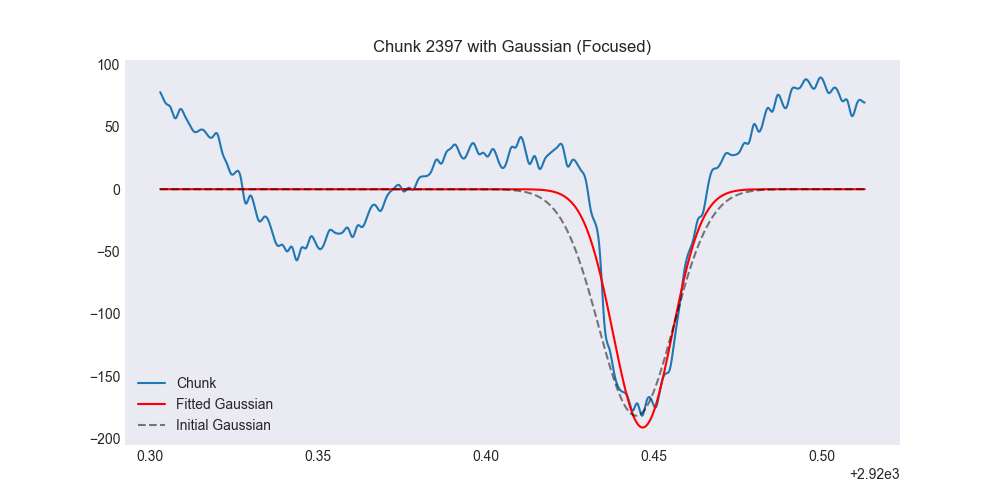 Chunk 2397 with Gaussian (Focused)
100
50
0
−50
−100
−150
−200
Chunk
Fitted Gaussian
Initial Gaussian
0.30 0.35 0.40 0.45 0.50
+2.92e3